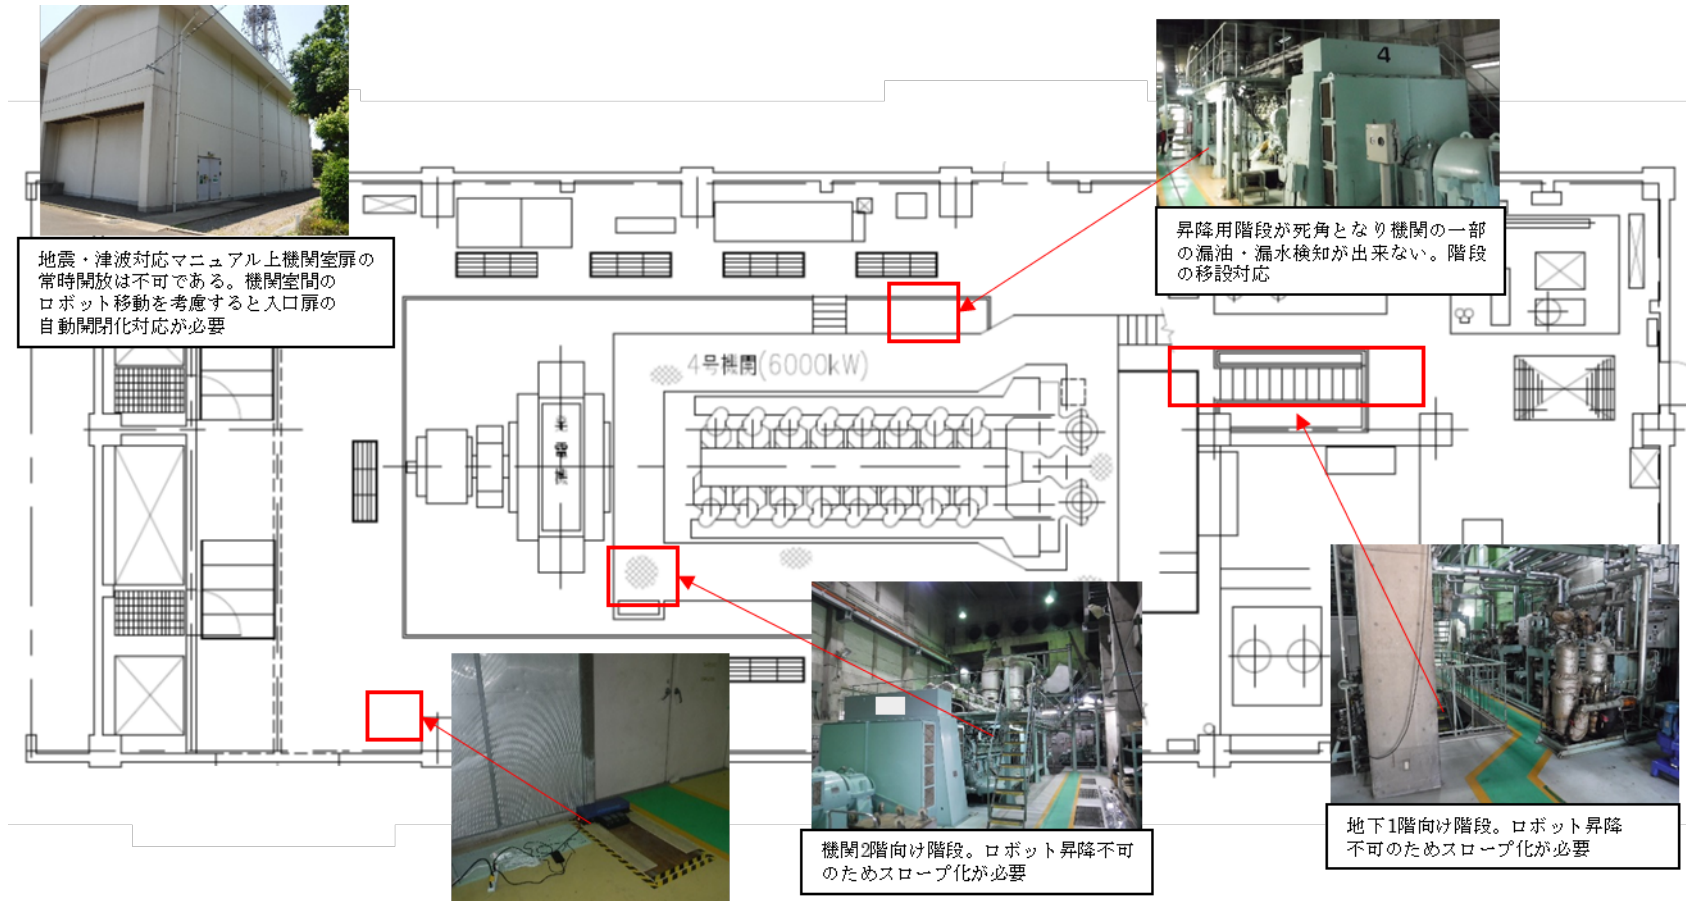 地震・津波対応マニュアル上機関室扉の
常時開放は不可である。機関室間の
ロボット移動を考慮すると入口扉の
自動開閉化対応が必要
4
昇降用階段が死角となり機関の一部
の漏油・漏水検知が出来ない。階段
の移設対応
4号機関(6000kW)
発電機
機関2階向け階段。ロボット昇降不可
のためスロープ化が必要
地下1階向け階段。ロボット昇降
不可のためスロープ化が必要